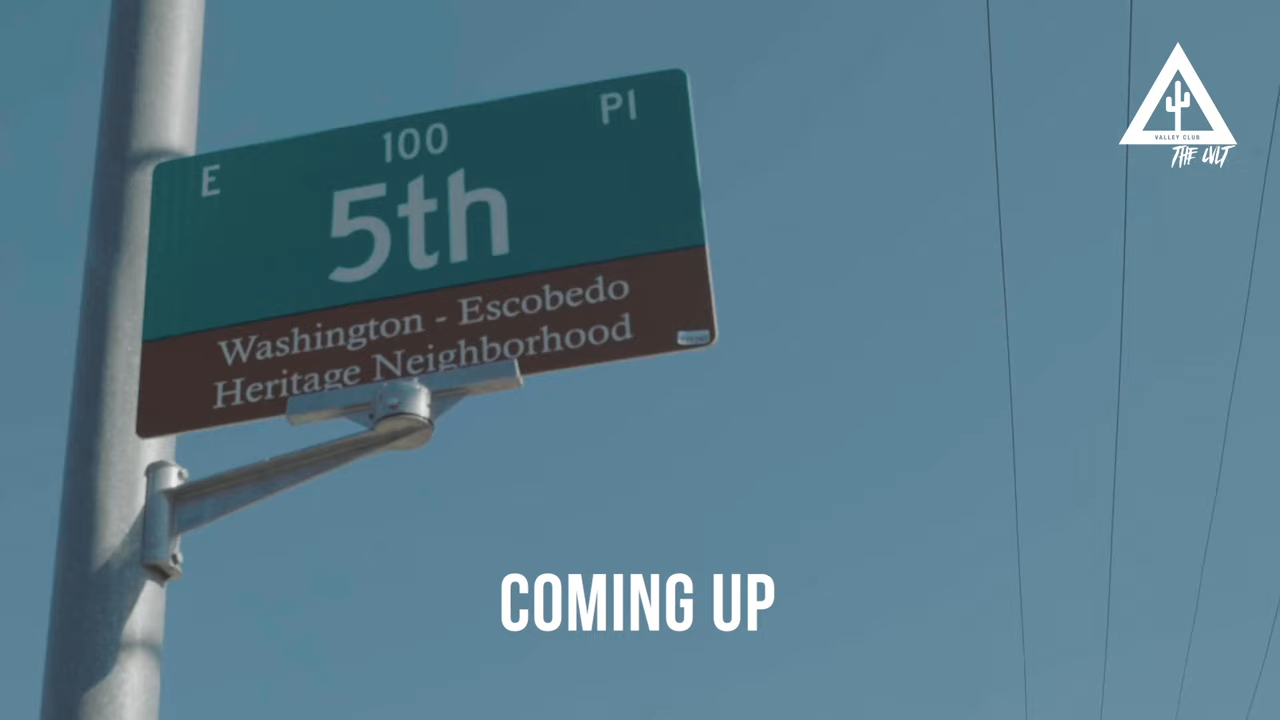 E 100 Pl
5th
Washington - Escobedo
Heritage Neighborhood
VALLEY CLUB
THE CVLT
COMING UP